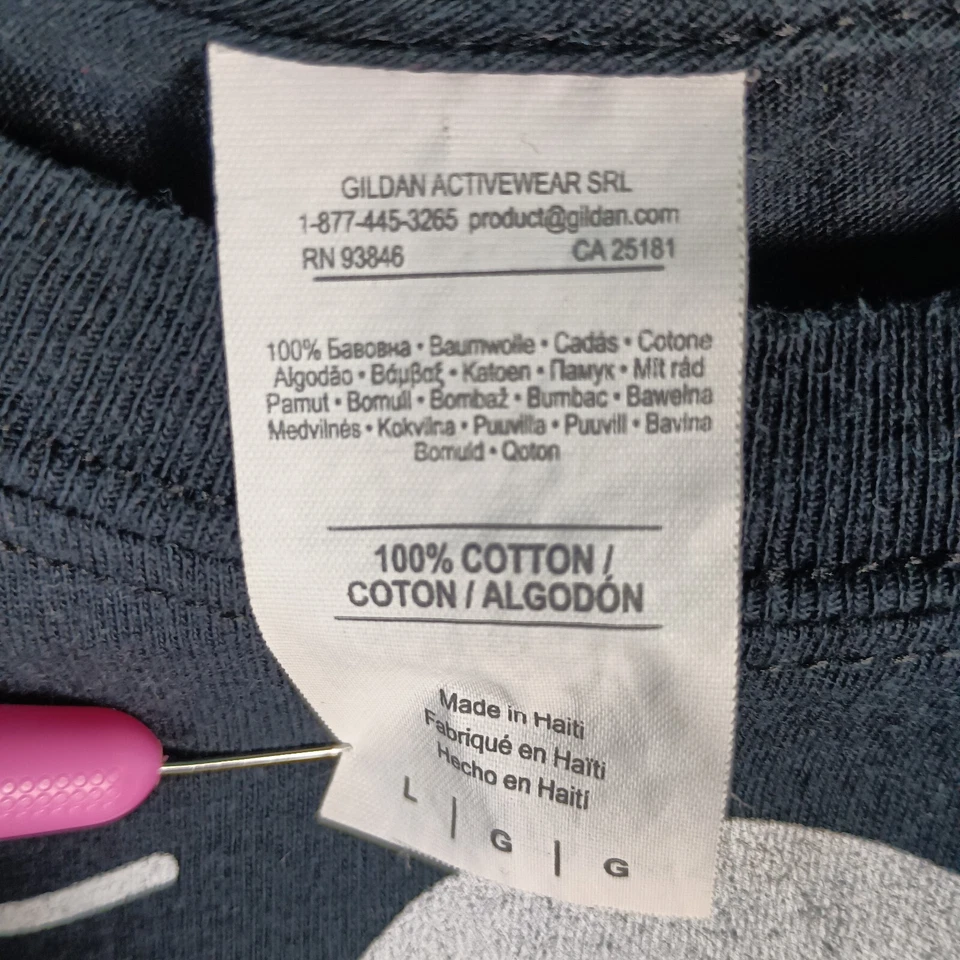 GILDAN ACTIVEWEAR SRL
1-877-445-3265 product@gildan.com
RN 93846 CA 25181
100% Бавовна • Baumwolle • Cadás • Cotone
Algodão • Βάμβαξ • Katoen • Памук • Mít rád
Pamut • Bomull • Bombaž • Bumbac • Bawełna
Medvilnės • Kokvilna • Puuvilla • Puuvill • Bavlna
Bomuld • Qoton
100% COTTON /
COTON / ALGODÓN
Made in Haiti
Fabriqué en Haïti
Hecho en Haití
L | G | G